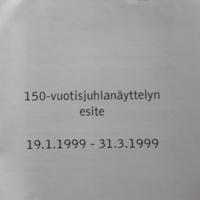 150-vuotisjuhlanäyttelyn
esite
19.1.1999 - 31.3.1999